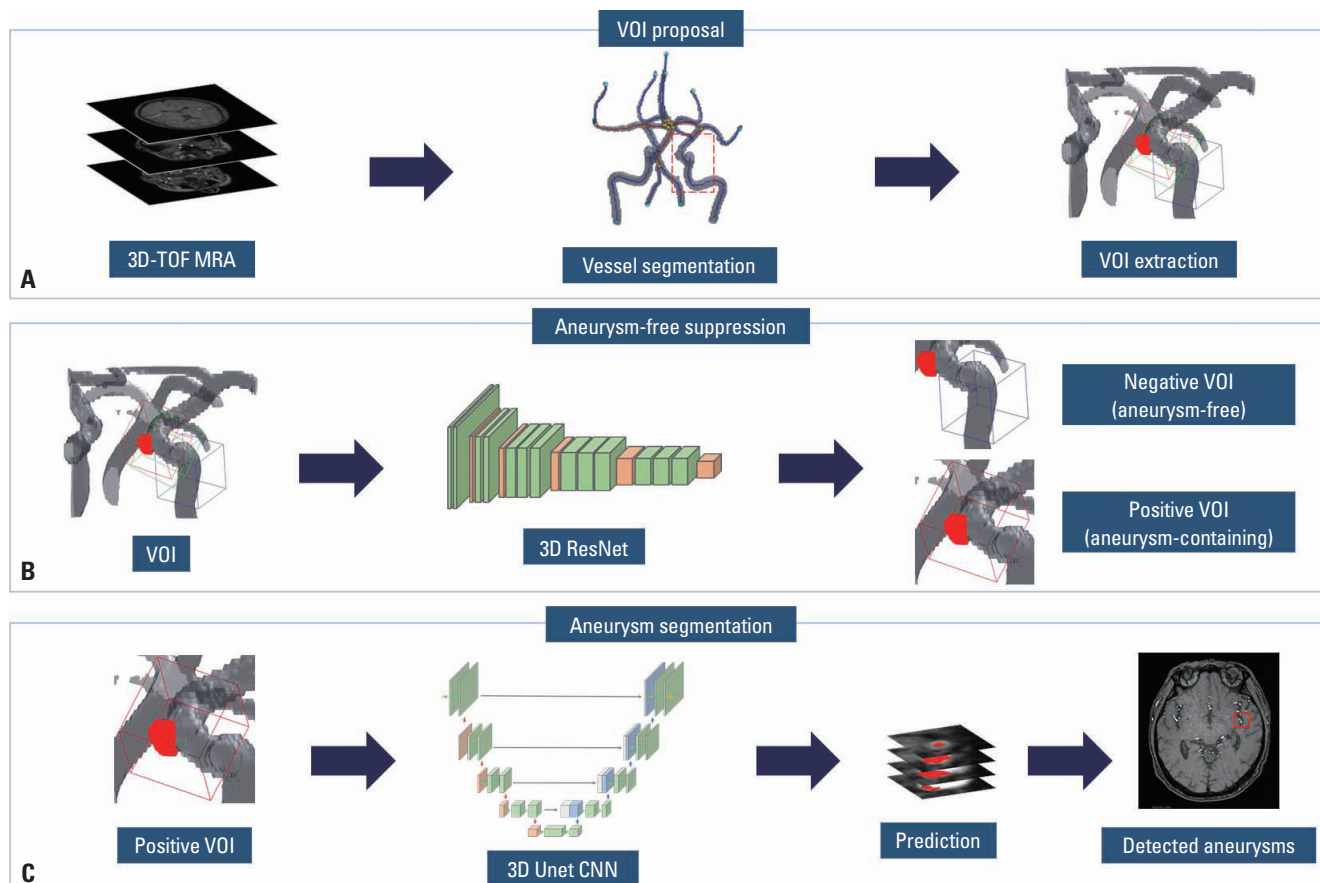 VOI proposal
3D-TOF MRA
Vessel segmentation
VOI extraction
A
Aneurysm-free suppression
VOI
3D ResNet
Negative VOI
(aneurysm-free)
Positive VOI
(aneurysm-containing)
B
Aneurysm segmentation
Positive VOI
3D Unet CNN
Prediction
Detected aneurysms
C